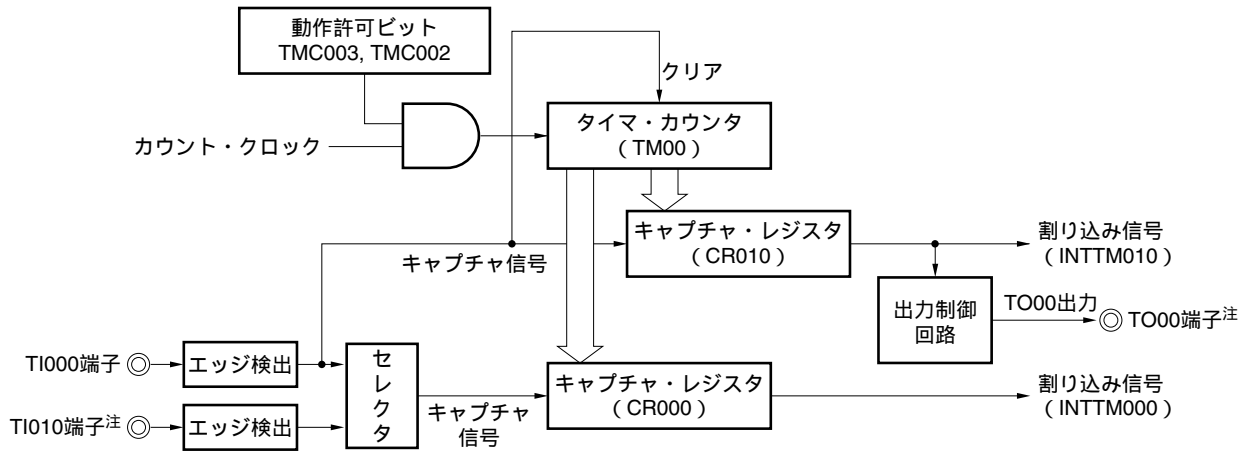 動作許可ビット
TMC003, TMC002
クリア
カウント・クロック
タイマ・カウンタ
(TM00)
キャプチャ・レジスタ
(CR010)
割り込み信号
(INTTM010)
キャプチャ信号
出力制御
回路
TO00出力
TO00端子注
TI000端子
エッジ検出
セレクタ
キャプチャ・レジスタ
(CR000)
割り込み信号
(INTTM000)
TI010端子注
エッジ検出
キャプチャ
信号